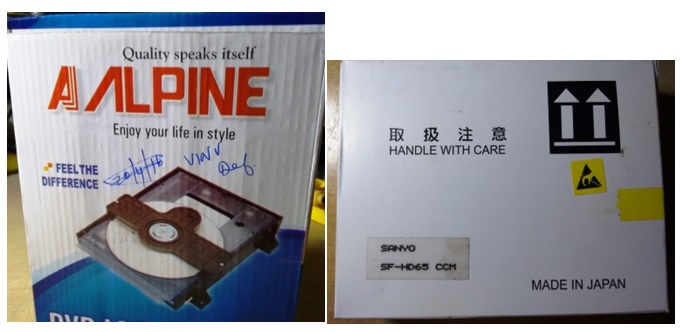 Quality speaks itself
ALPINE
Enjoy your life in style
FEEL THE
DIFFERENCE
取扱注意
HANDLE WITH CARE
SANYO
SF-HD65 CCM
MADE IN JAPAN